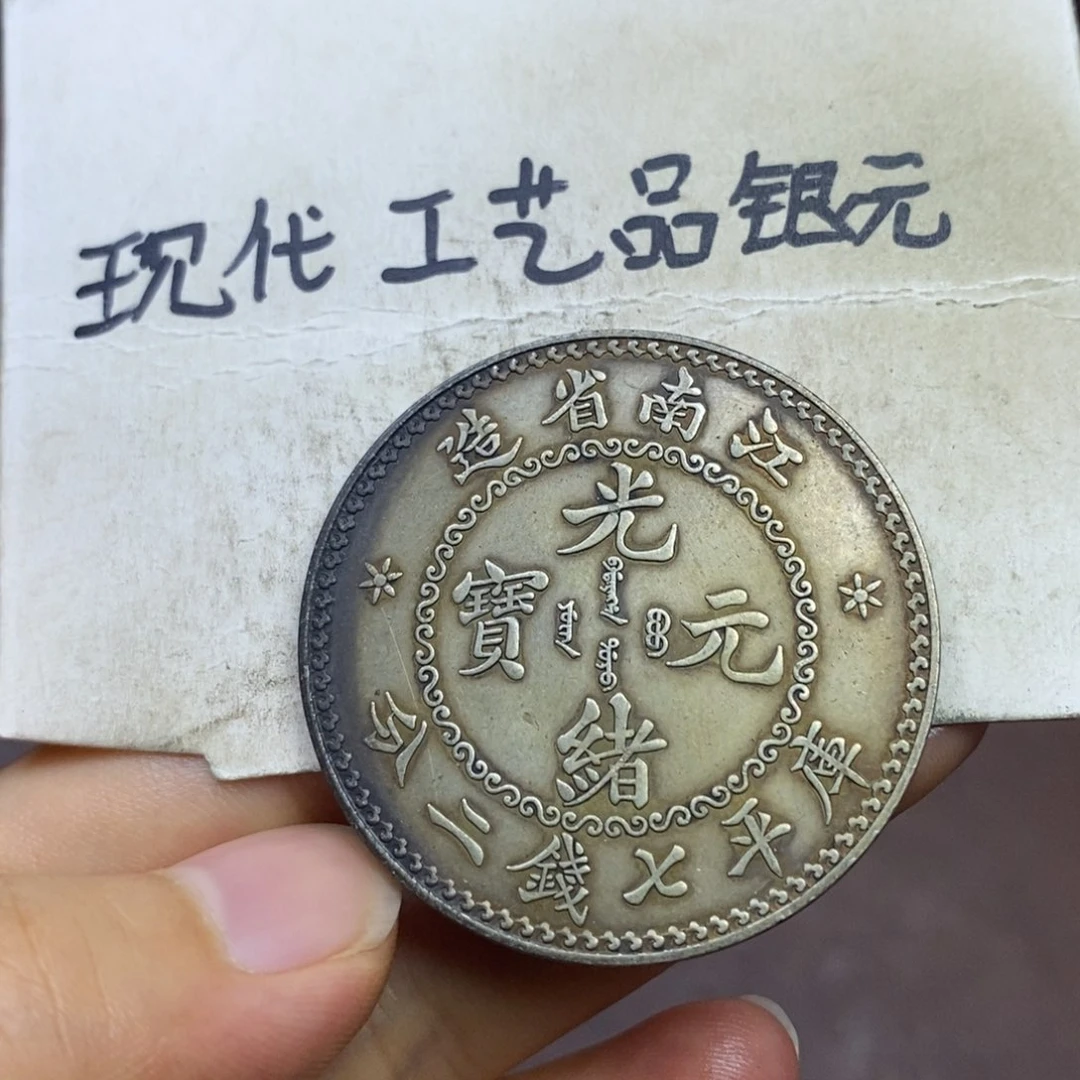 现代工艺品银元
江南省造
光緒元寶
庫平七錢二分